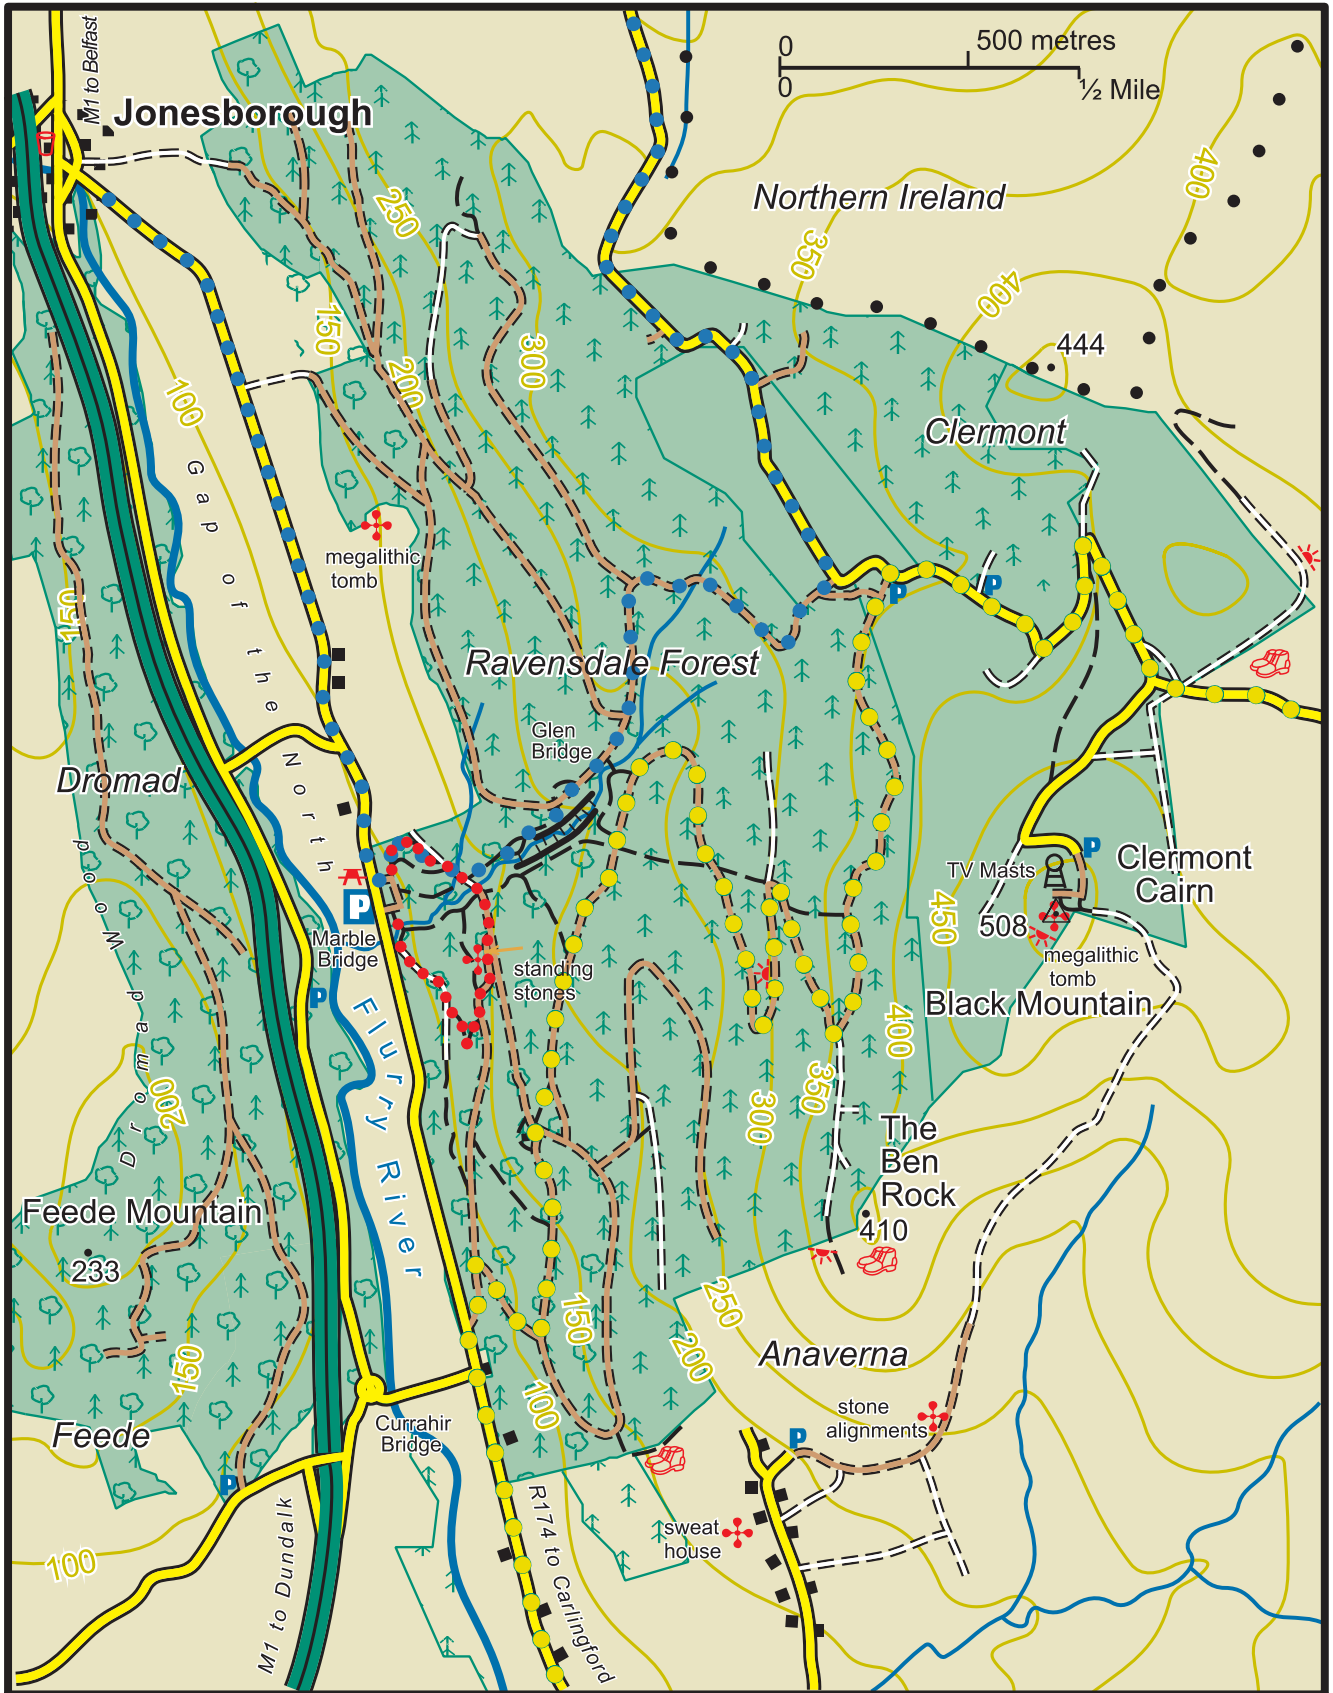 M1 to Belfast
Jonesborough
0
500 metres
0
½ Mile
Northern Ireland
400
350
400
250
444
150
300
200
100
Clermont
Gap of the North
megalithic
tomb
P
P
150
Ravensdale Forest
Glen
Bridge
Dromad
Dromad Wood
P
TV Masts
Clermont
Cairn
P
508
450
Marble
Bridge
megalithic
tomb
standing
stones
P
Black Mountain
Flurry River
400
350
300
200
The
Ben
Rock
410
Feede Mountain
233
250
150
200
150
Anaverna
100
stone
alignments
Currahir
Bridge
Feede
P
P
R174 to Carlingford
M1 to Dundalk
sweat
house
100